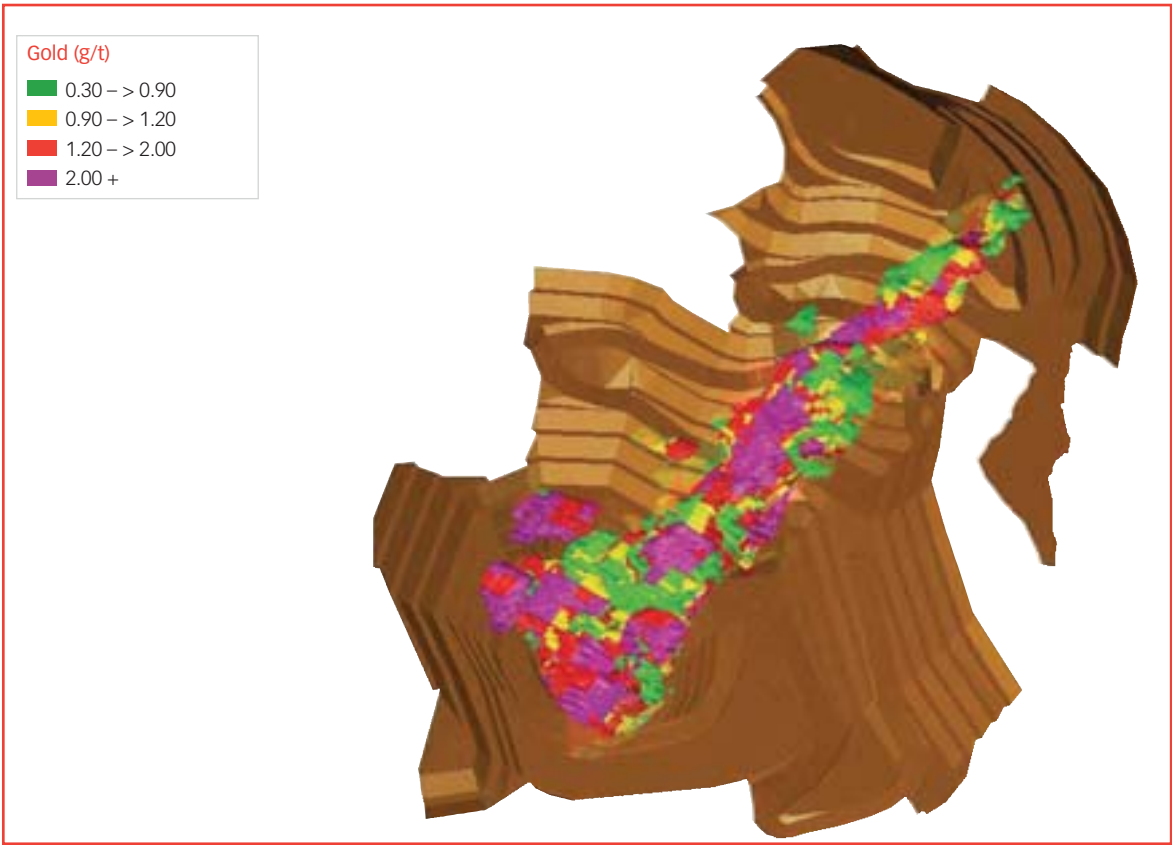 Gold (g/t)
0.30 – > 0.90
0.90 – > 1.20
1.20 – > 2.00
2.00 +